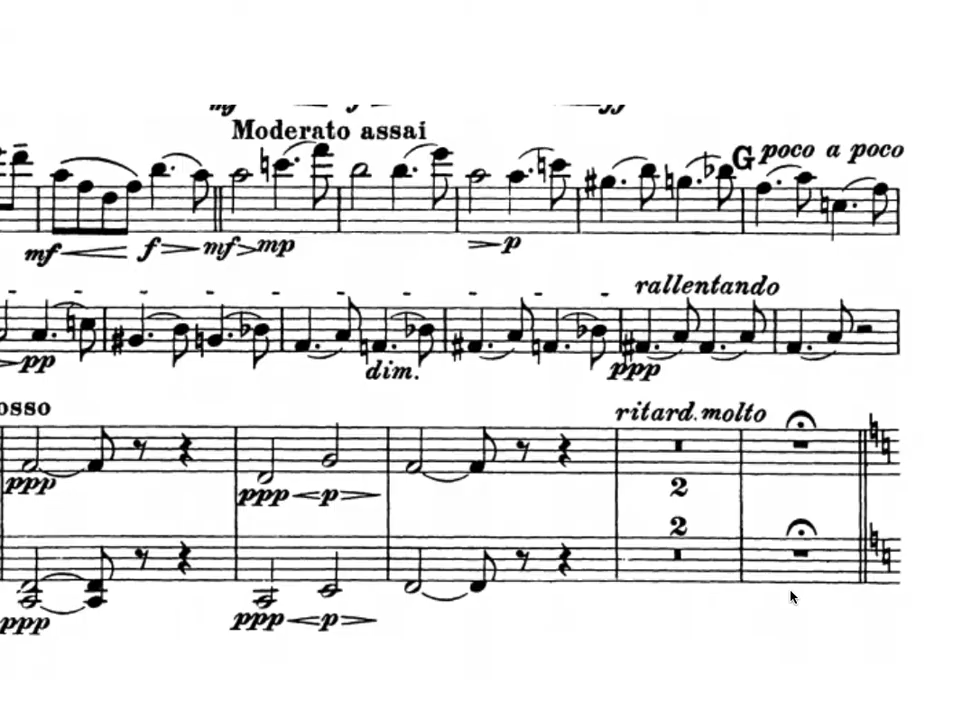 Moderato assai
G poco a poco
mf f mf mp p
rallentando
pp dim. ppp
osso
ritard. molto
ppp ppp p 2
2
ppp ppp p